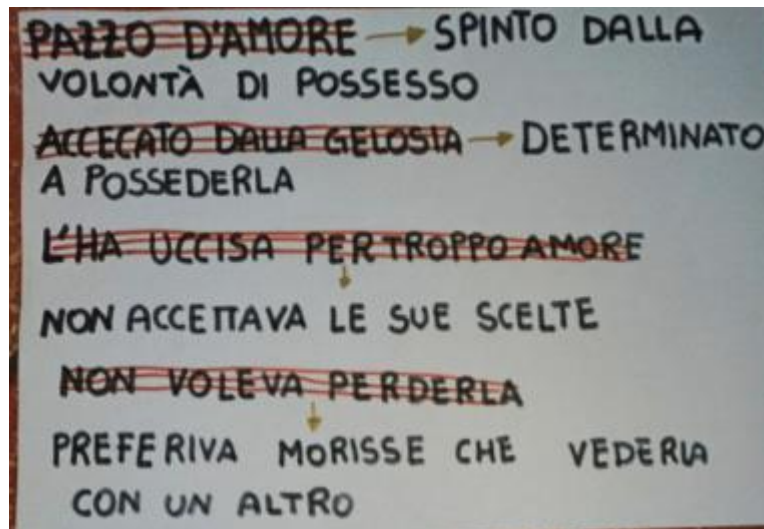 PAZZO D'AMORE → SPINTO DALLA
VOLONTÀ DI POSSESSO
ACCECATO DALLA GELOSIA → DETERMINATO
A POSSEDERLA
L'HA UCCISA PER TROPPO AMORE
NON ACCETTAVA LE SUE SCELTE
NON VOLEVA PERDERLA
PREFERIVA MORISSE CHE VEDERLA
CON UN ALTRO